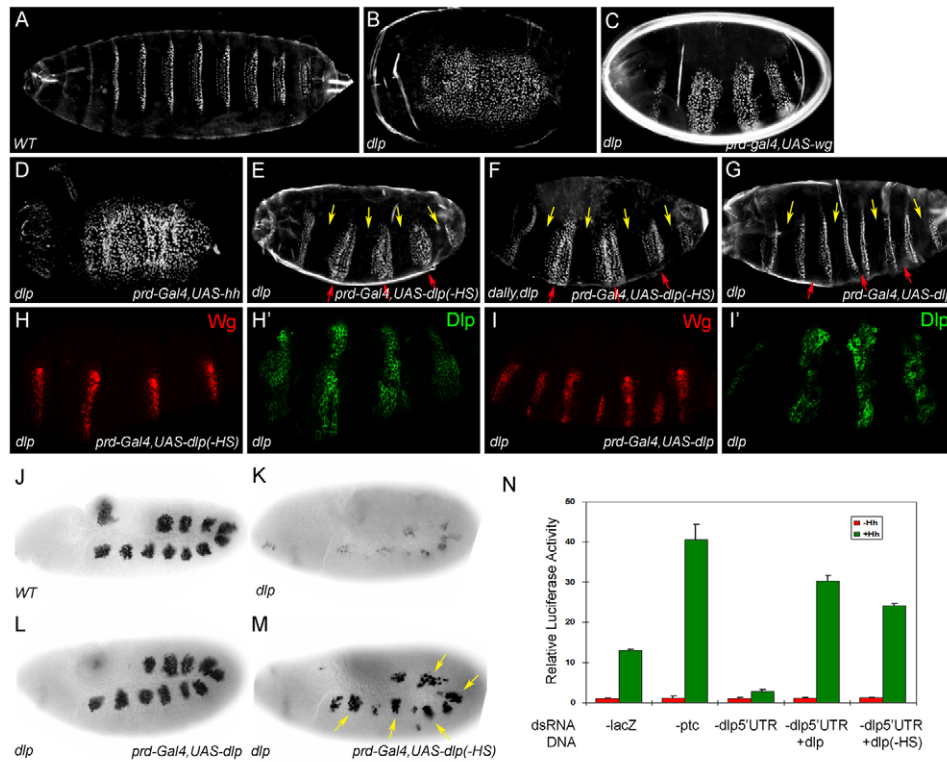 A
WT
B
dlp
C
dlp
prd-gal4,UAS-wg
D
dlp
prd-Gal4,UAS-hh
E
dlp
prd-Gal4,UAS-dlp(-HS)
F
dally,dlp
prd-Gal4,UAS-dlp(-HS)
G
dlp
prd-Gal4,UAS-dlp
H
Wg
dlp
prd-Gal4,UAS-dlp(-HS)
H'
Dlp
dlp
I
Wg
dlp
prd-Gal4,UAS-dlp
I'
Dlp
dlp
J
WT
K
dlp
L
dlp
prd-Gal4,UAS-dlp
M
dlp
prd-Gal4,UAS-dlp(-HS)
N
Relative Luciferase Activity
50
40
30
20
10
0
-Hh
+Hh
dsRNA
-lacZ
-ptc
-dlp5'UTR
-dlp5'UTR
-dlp5'UTR
DNA
+dlp
+dlp(-HS)